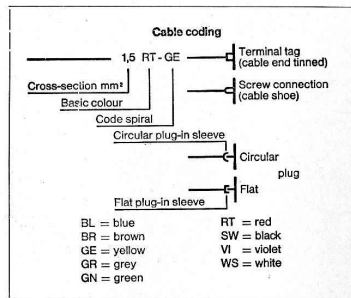 Cable coding
1,5 RT - GE
Terminal tag
(cable end tinned)
Cross-section mm²
Basic colour
Code spiral
Screw connection
(cable shoe)
Circular plug-in sleeve
Circular
plug
Flat
Flat plug-in sleeve
BL = blue
BR = brown
GE = yellow
GR = grey
GN = green
RT = red
SW = black
VI = violet
WS = white